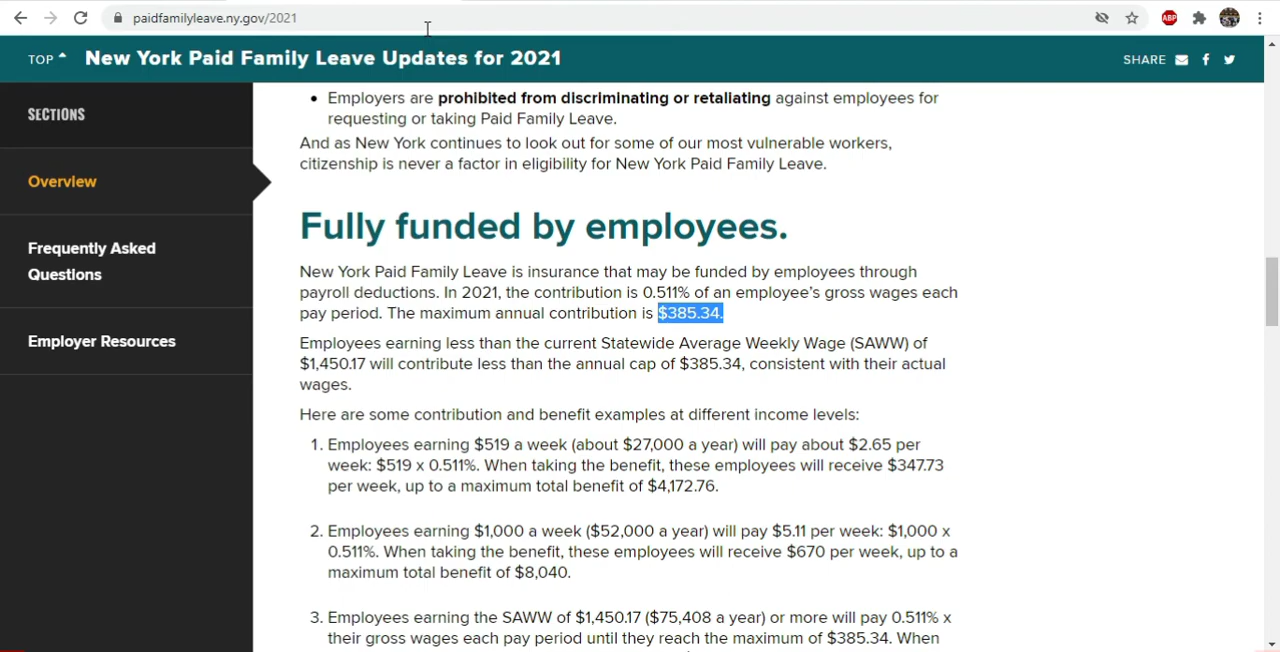 paidfamilyleave.ny.gov/2021
ABP
TOP New York Paid Family Leave Updates for 2021 SHARE
SECTIONS
Overview
Frequently Asked
Questions
Employer Resources
• Employers are prohibited from discriminating or retaliating against employees for
requesting or taking Paid Family Leave.
And as New York continues to look out for some of our most vulnerable workers,
citizenship is never a factor in eligibility for New York Paid Family Leave.
Fully funded by employees.
New York Paid Family Leave is insurance that may be funded by employees through
payroll deductions. In 2021, the contribution is 0.511% of an employee’s gross wages each
pay period. The maximum annual contribution is $385.34.
Employees earning less than the current Statewide Average Weekly Wage (SAWW) of
$1,450.17 will contribute less than the annual cap of $385.34, consistent with their actual
wages.
Here are some contribution and benefit examples at different income levels:
1. Employees earning $519 a week (about $27,000 a year) will pay about $2.65 per
week: $519 x 0.511%. When taking the benefit, these employees will receive $347.73
per week, up to a maximum total benefit of $4,172.76.
2. Employees earning $1,000 a week ($52,000 a year) will pay $5.11 per week: $1,000 x
0.511%. When taking the benefit, these employees will receive $670 per week, up to a
maximum total benefit of $8,040.
3. Employees earning the SAWW of $1,450.17 ($75,408 a year) or more will pay 0.511% x
their gross wages each pay period until they reach the maximum of $385.34. When